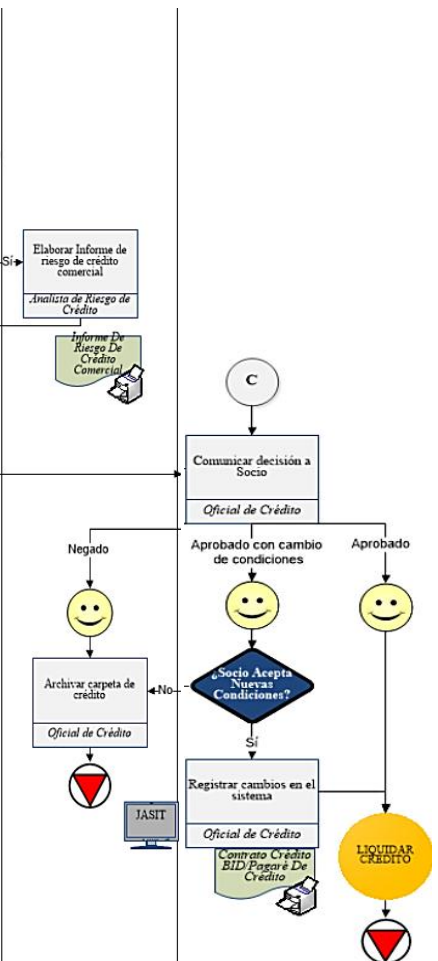 Elaborar Informe de
riesgo de crédito
comercial
Sí
Analista de Riesgo de
Crédito
Informe De
Riesgo De
Crédito
Comercial
C
Comunicar decisión a
Socio
Oficial de Crédito
Negado
Aprobado con cambio
de condiciones
Aprobado
¿Socio Acepta
Nuevas
Condiciones?
No
Archivar carpeta de
crédito
Oficial de Crédito
Sí
Registrar cambios en el
sistema
Oficial de Crédito
JASIT
Contrato Crédito
BID/Pagaré De
Crédito
LIQUIDAR
CRÉDITO